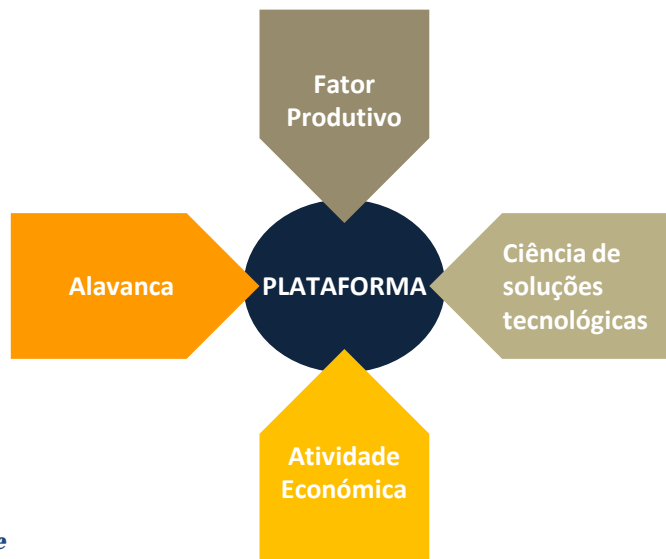 Fator
Produtivo
Alavanca
PLATAFORMA
Ciência de
soluções
tecnológicas
Atividade
Económica
e